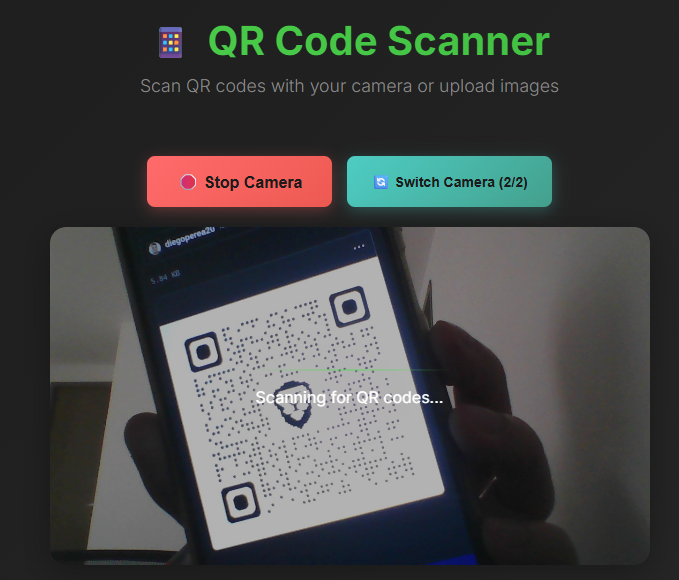 QR Code Scanner
Scan QR codes with your camera or upload images
Stop Camera
Switch Camera (2/2)
diegoperea20
5.94 KB
Scanning for QR codes...